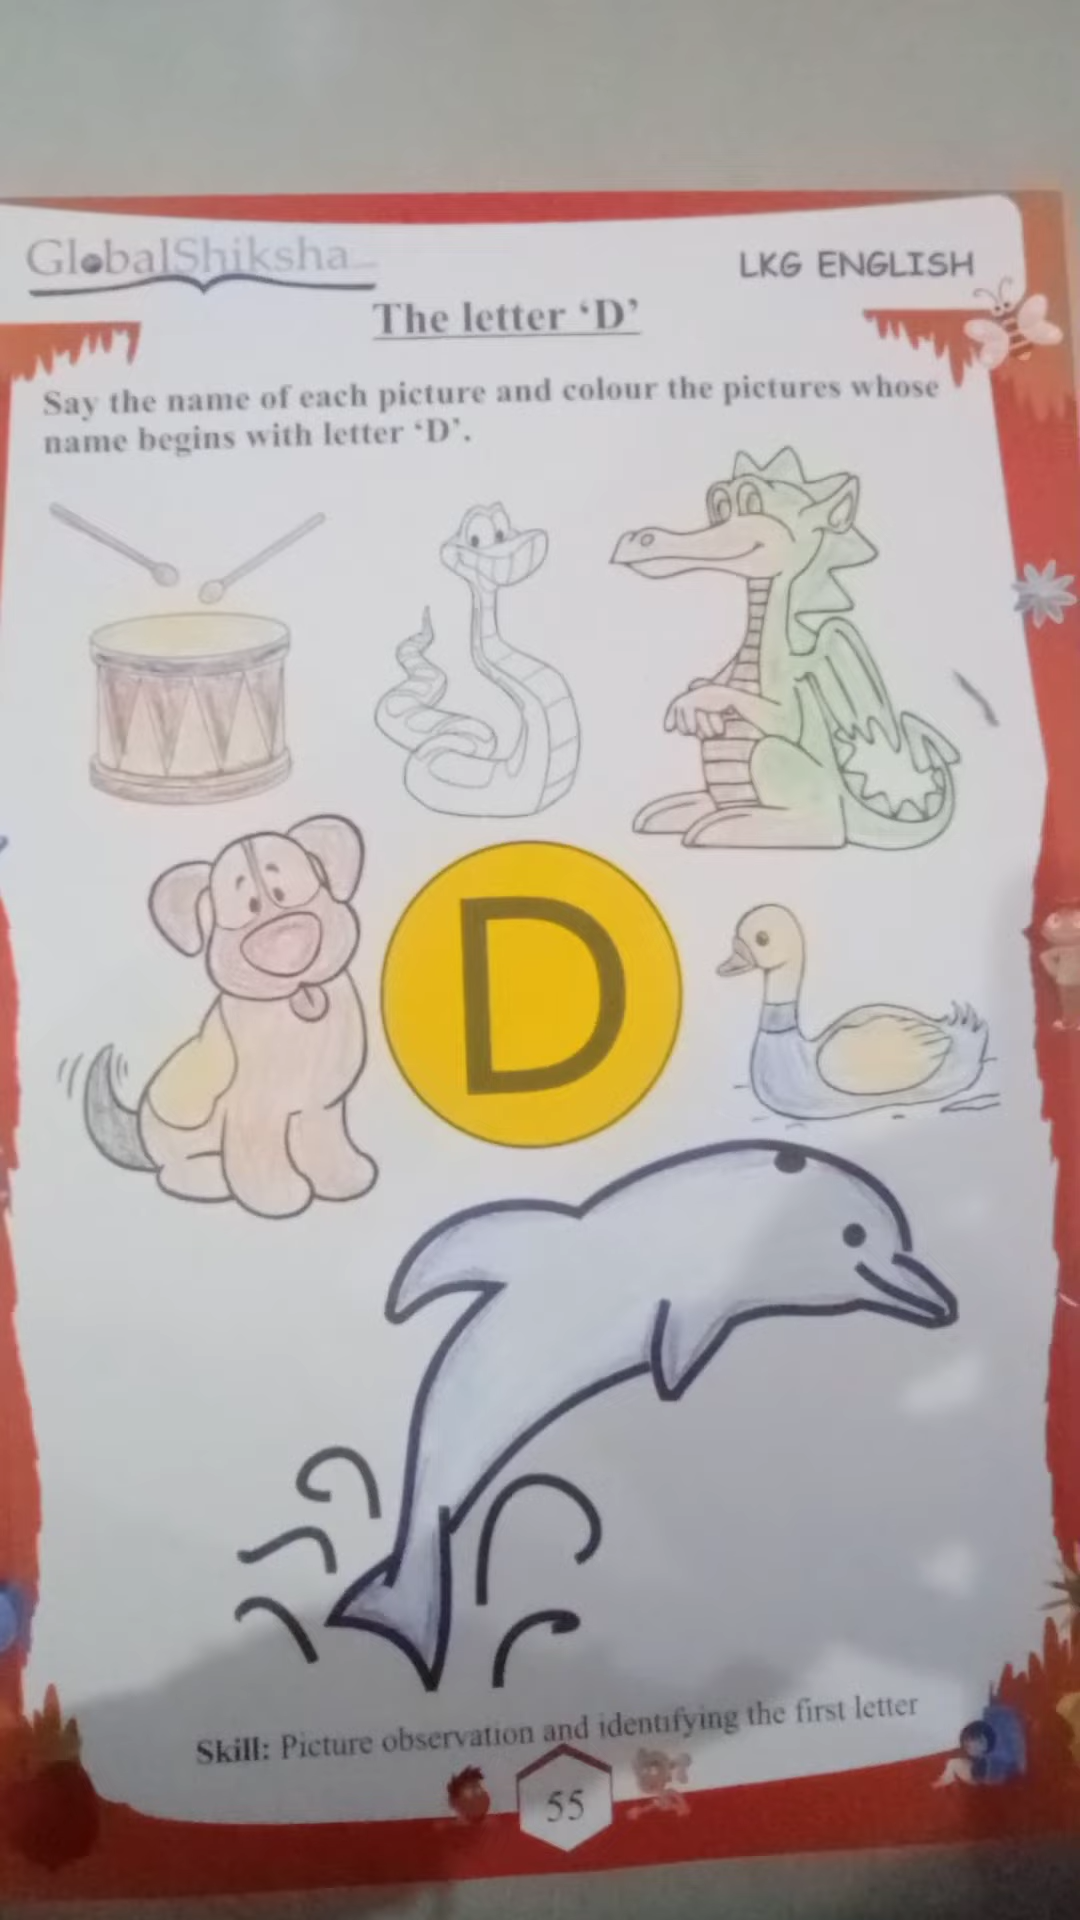 GlobalShiksha
LKG ENGLISH
The letter ‘D’
Say the name of each picture and colour the pictures whose
name begins with letter ‘D’.
D
Skill: Picture observation and identifying the first letter
55